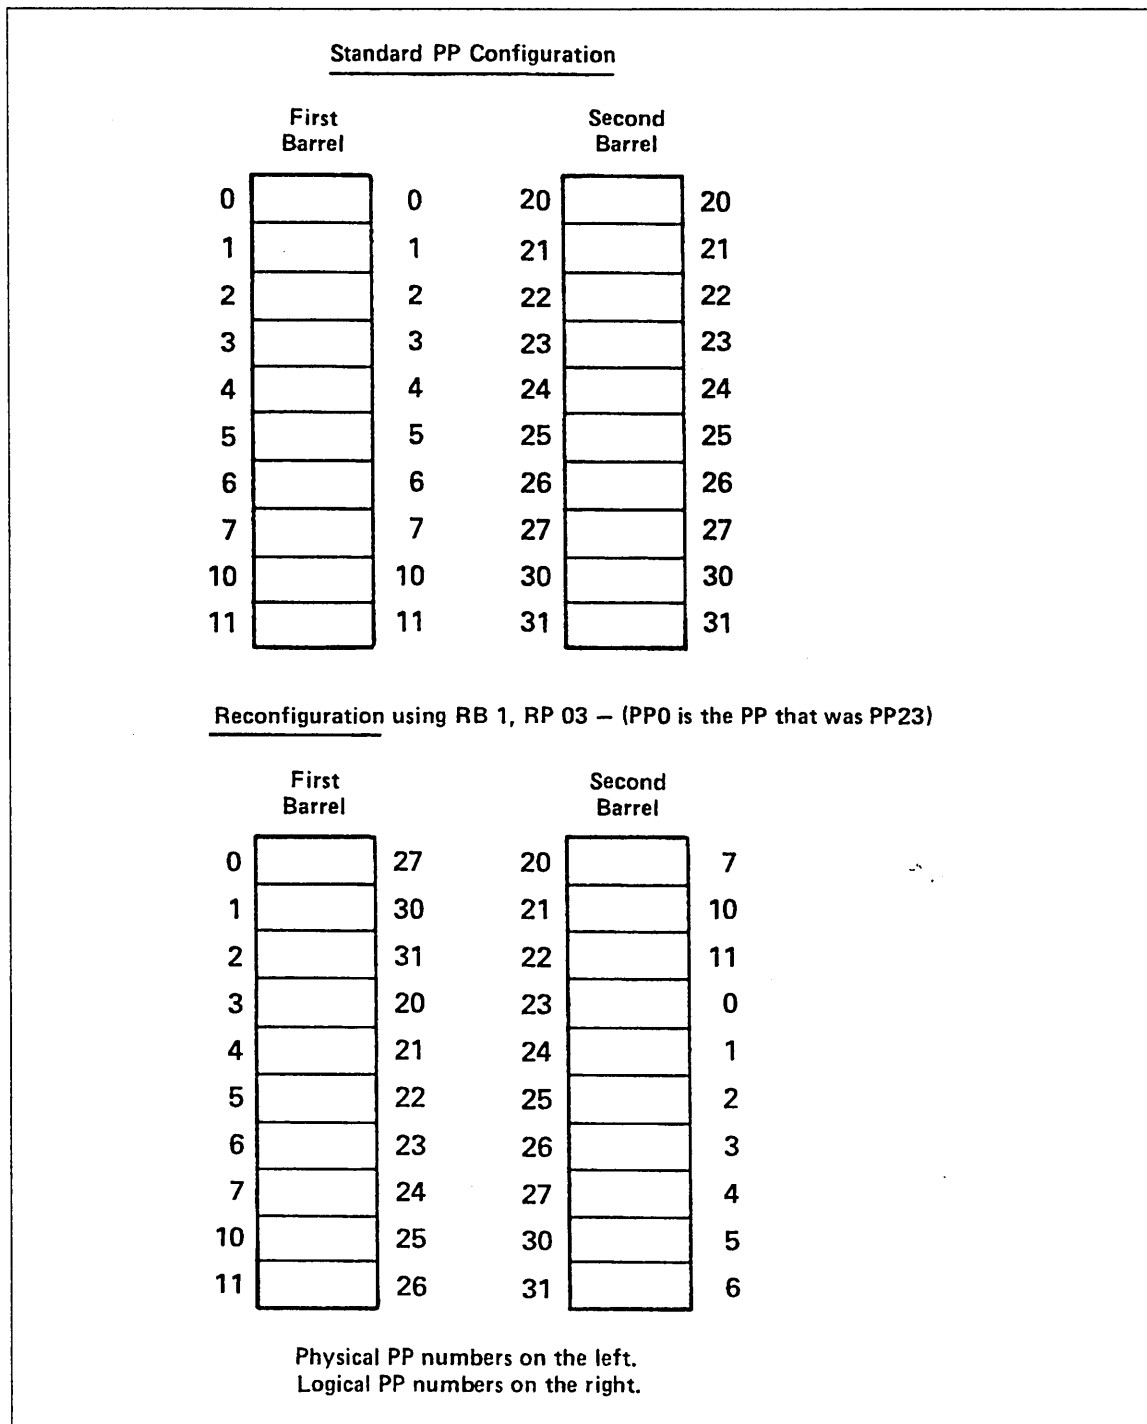 Standard PP Configuration
First Second
Barrel Barrel
0 0 20 20
1 1 21 21
2 2 22 22
3 3 23 23
4 4 24 24
5 5 25 25
6 6 26 26
7 7 27 27
10 10 30 30
11 11 31 31
Reconfiguration using RB 1, RP 03 – (PP0 is the PP that was PP23)
First Second
Barrel Barrel
0 27 20 7
1 30 21 10
2 31 22 11
3 20 23 0
4 21 24 1
5 22 25 2
6 23 26 3
7 24 27 4
10 25 30 5
11 26 31 6
Physical PP numbers on the left.
Logical PP numbers on the right.